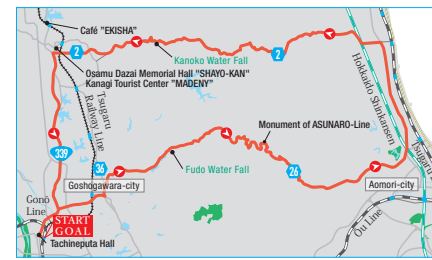 Café "EKISHA"
2
Kanoko Water Fall
2
Osamu Dazai Memorial Hall "SHAYO-KAN"
Kanagi Tourist Center "MADENY"
Tsugaru
Railway Line
Hokkaido Shinkansen
Tsugaru
Monument of ASUNARO-Line
339
36
Fudo Water Fall
26
Goshogawara-city
Aomori-city
Gonō
Line
START
GOAL
Tachineputa Hall
Ou Line